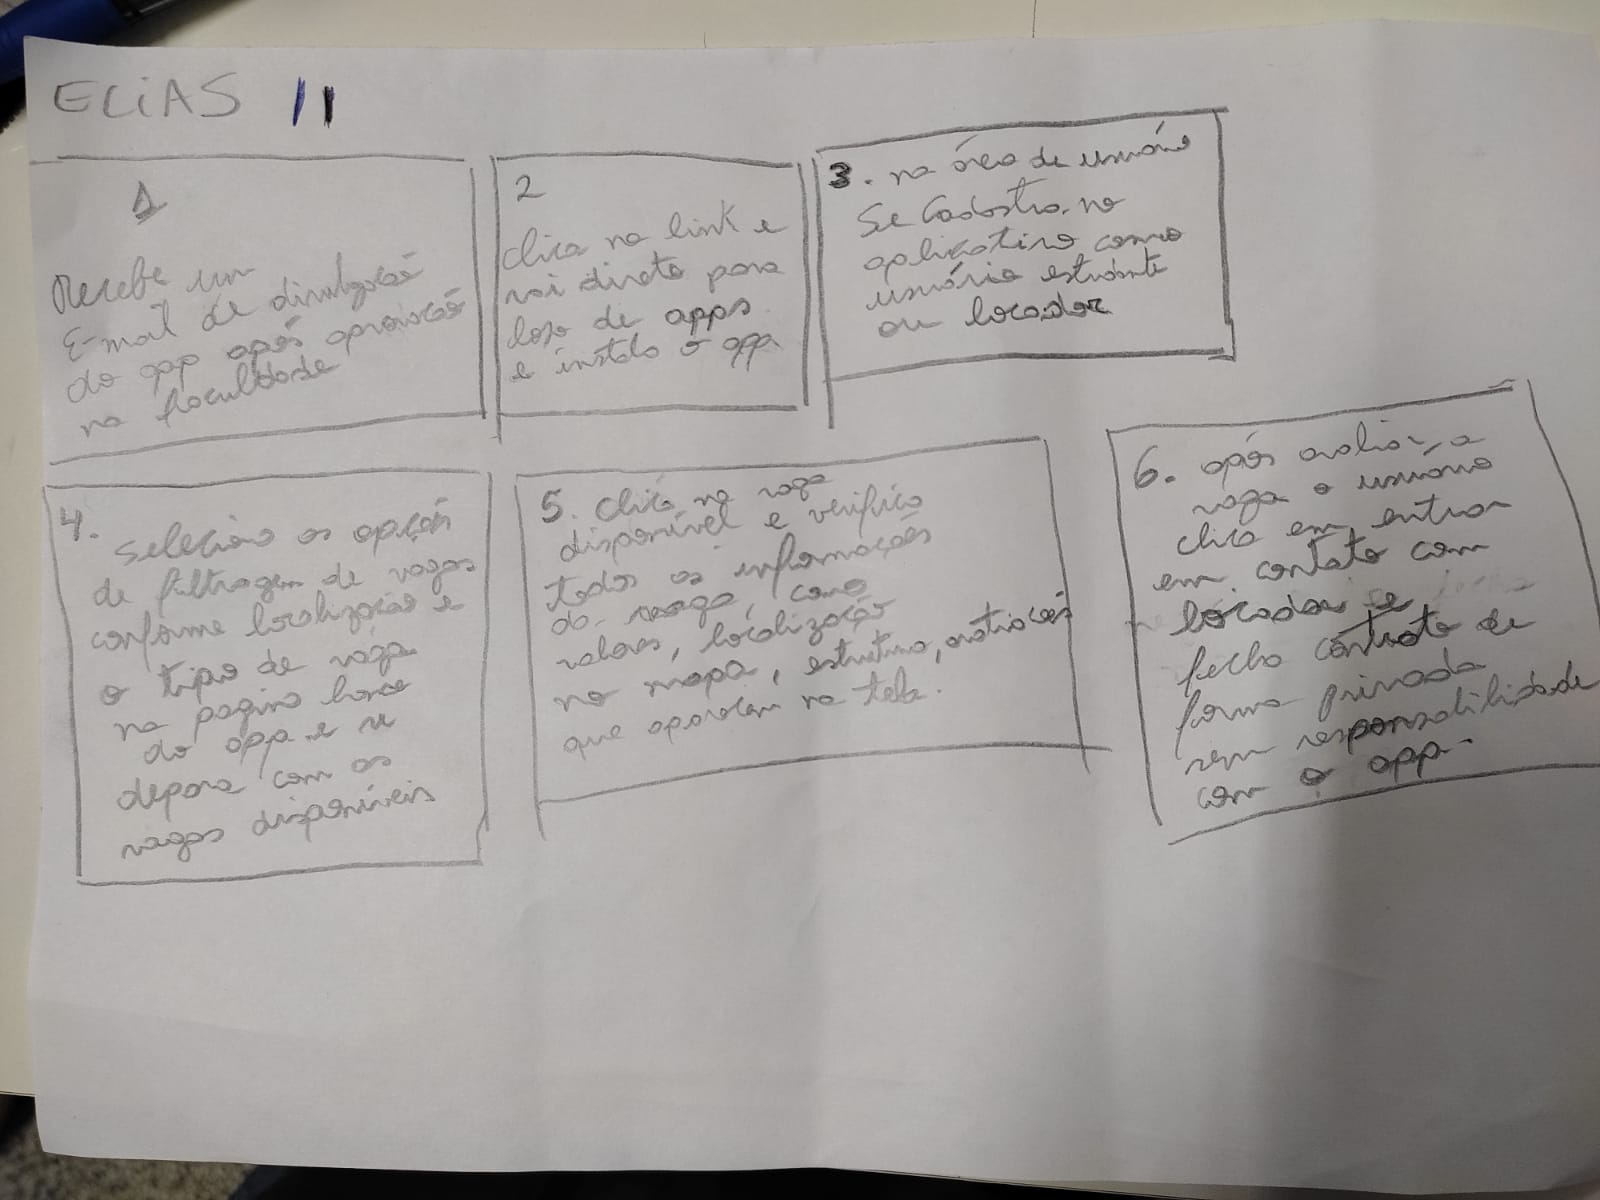 ELiAS
1
Recebe um
E-mail de divulgação
do app após aprovação
na faculdade
2
clica no link e
vai direto para
loja de apps
e instala o app
3. na área de usuário
Se Cadastra no
aplicativo como
usuário estudante
ou locador
4.
Seleciona as opções
de filtragem de vagas
conforme localização e
o tipo de vaga
na pagina home
do app e se
depara com as
vagas disponíveis
5. Clica na vaga
disponível e verifica
todas as informações
da vaga, como
valores, localização
no mapa, estrutura, avaliações
que aparecem na tela.
6. após avaliar a
vaga o usuário
clica em entrar
em contato com
locador e
fecha contrato de
forma privada
sem responsabilidade
com o app.